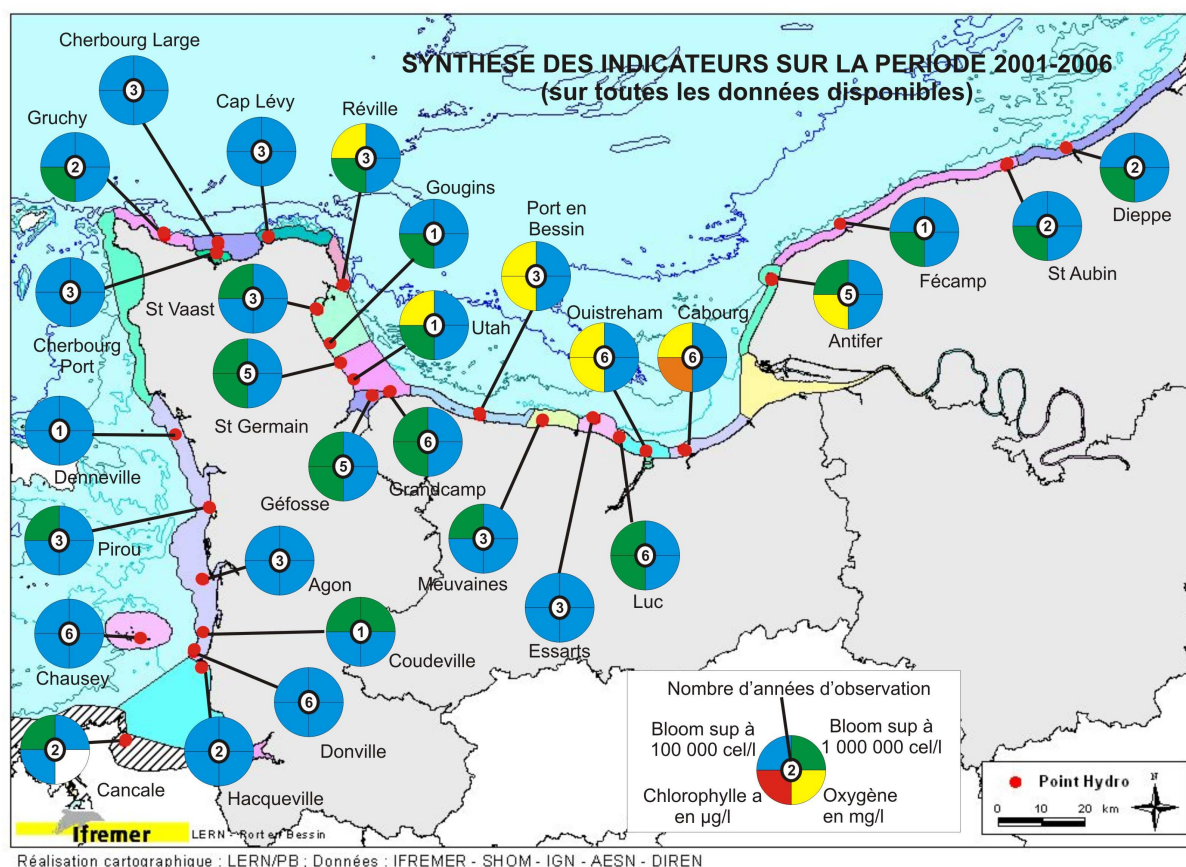 SYNTHESE DES INDICATEURS SUR LA PERIODE 2001-2006
(sur toutes les données disponibles)
Cherbourg Large
3
Gruchy
2
Cap Lévy
3
Réville
3
Gougins
1
Port en
Bessin
3
Dieppe
2
St Aubin
2
Fécamp
1
Antifer
5
Cherbourg
Port
3
St Vaast
3
Utah
1
Ouistreham
6
Cabourg
6
St Germain
5
Denneville
1
Géfosse
5
Grandcamp
6
Pirou
3
Agon
3
Meuvaines
3
Essarts
3
Luc
6
Chausey
6
Coudeville
1
Donville
6
Cancale
2
Hacqueville
2
Nombre d'années d'observation
Bloom sup à
100 000 cel/l
Bloom sup à
1 000 000 cel/l
2
Chlorophylle a
en µg/l
Oxygène
en mg/l
Point Hydro
N
0 10 20 km
Ifremer
LERN - Port en Bessin
Réalisation cartographique : LERN/PB ; Données : IFREMER - SHOM - IGN - AESN - DIREN